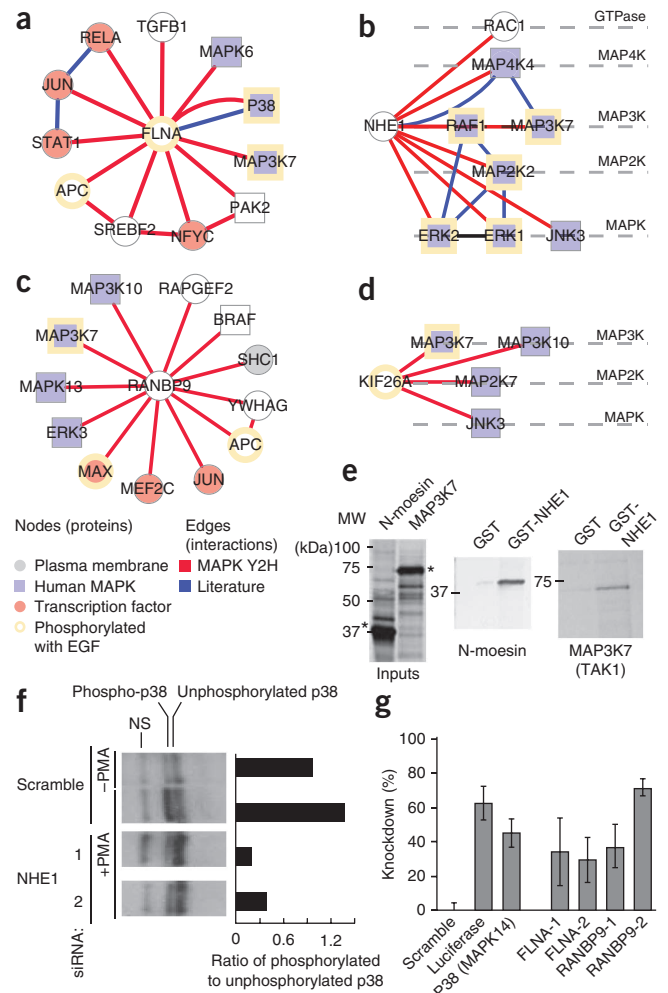 a
RELA
TGFB1
MAPK6
JUN
P38
STAT1
FLNA
MAP3K7
APC
PAK2
SREBF2
NFYC
b
RAC1
GTPase
MAP4K4
MAP4K
NHE1
RAF1
MAP3K7
MAP3K
MAP2K2
MAP2K
ERK2
ERK1
JNK3
MAPK
c
MAP3K10
RAPGEF2
MAP3K7
BRAF
SHC1
MAPK13
RANBP9
YWHAG
ERK3
APC
MAX
MEF2C
JUN
d
MAP3K7
MAP3K10
MAP3K
KIF26A
MAP2K7
MAP2K
JNK3
MAPK
Nodes (proteins)
Plasma membrane
Human MAPK
Transcription factor
Phosphorylated
with EGF
Edges
(interactions)
MAPK Y2H
Literature
e
MW
(kDa)
N-moesin
MAP3K7
100
75
*
50
37
*
Inputs
GST
GST-NHE1
37
N-moesin
GST
GST-
NHE1
75
MAP3K7
(TAK1)
f
Phospho-p38
Unphosphorylated p38
NS
Scramble
–PMA
NHE1
1
2
+PMA
siRNA:
0
0.6
1.2
Ratio of phosphorylated
to unphosphorylated p38
g
Knockdown (%)
100
80
60
40
20
0
Scramble
Luciferase
P38 (MAPK14)
FLNA-1
FLNA-2
RANBP9-1
RANBP9-2